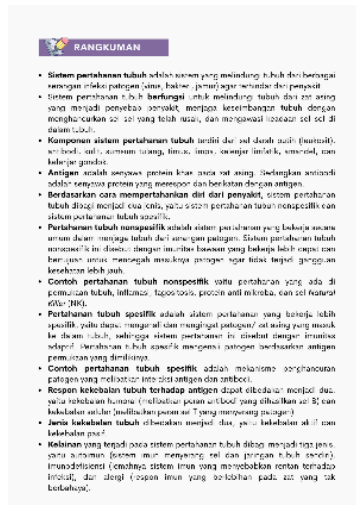 RANGKUMAN
• Sistem pertahanan tubuh adalah sistem yang melindungi tubuh dari berbagai
serangan infeksi patogen (virus, bakteri, jamur) agar terhindar dari penyakit.
• Sistem pertahanan tubuh berfungsi untuk melindungi tubuh dari zat asing
yang menjadi penyebab penyakit, menjaga keseimbangan tubuh dengan
menghancurkan sel-sel yang telah rusak, dan mengawasi keadaan sel-sel di
dalam tubuh.
• Komponen sistem pertahanan tubuh terdiri dari sel darah putih (leukosit),
antibodi, kulit, sumsum tulang, timus, limpa, kelenjar limfatik, amandel, dan
kelenjar gondok.
• Antigen adalah senyawa protein khas pada zat asing. Sedangkan antibodi
adalah senyawa protein yang merespon dan berikatan dengan antigen.
• Berdasarkan cara mempertahankan diri dari penyakit, sistem pertahanan
tubuh dibagi menjadi dua jenis, yaitu sistem pertahanan tubuh nonspesifik dan
sistem pertahanan tubuh spesifik.
• Pertahanan tubuh nonspesifik adalah sistem pertahanan yang bekerja secara
umum dalam menjaga tubuh dari serangan patogen. Sistem pertahanan tubuh
nonspesifik ini disebut dengan imunitas bawaan yang bekerja lebih cepat dan
bertujuan untuk mencegah masuknya patogen agar tidak terjadi gangguan
kesehatan lebih jauh.
• Contoh pertahanan tubuh nonspesifik yaitu pertahanan yang ada di
permukaan tubuh, inflamasi, fagositosis, protein anti mikroba, dan sel Natural
Killer (NK).
• Pertahanan tubuh spesifik adalah sistem pertahanan yang bekerja lebih
spesifik, yaitu dapat mengenali dan mengingat patogen/ zat asing yang masuk
ke dalam tubuh, sehingga sistem pertahanan ini disebut dengan imunitas
adaptif. Pertahanan tubuh spesifik mengenali patogen berdasarkan antigen
permukaan yang dimilikinya.
• Contoh pertahanan tubuh spesifik adalah mekanisme penghancuran
patogen yang melibatkan interaksi antigen dan antibodi.
• Respon kekebalan tubuh terhadap antigen dapat dibedakan menjadi dua,
yaitu kekebalan humoral (melibatkan peran antibodi yang dihasilkan sel B) dan
kekebalan seluler (melibatkan peran sel T yang menyerang patogen)
• Jenis kekebalan tubuh dibedakan menjadi dua, yaitu kekebalan aktif dan
kekebalan pasif.
• Kelainan yang terjadi pada sistem pertahanan tubuh dibagi menjadi tiga jenis,
yaitu autoimun (sistem imun menyerang sel dan jaringan tubuh sendiri),
imunodefisiensi (lemahnya sistem imun yang menyebabkan rentan terhadap
infeksi), dan alergi (respon imun yang berlebihan pada zat yang tak
berbahaya).